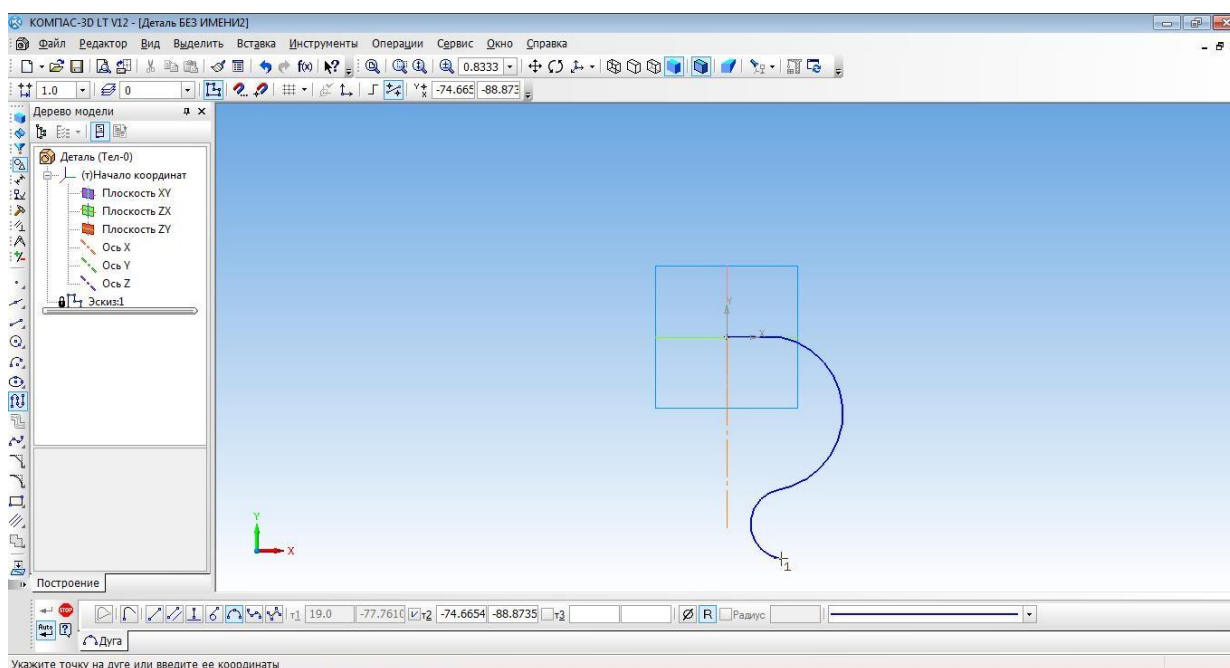 КОМПАС-3D LT V12 - [Деталь БЕЗ ИМЕНИ2]
Файл Редактор Вид Выделить Вставка Инструменты Операции Сервис Окно Справка
0.8333
1.0 0 -74.665 -88.873
Дерево модели
Деталь (Тел-0)
(т)Начало координат
Плоскость XY
Плоскость ZX
Плоскость ZY
Ось X
Ось Y
Ось Z
Эскиз:1
Y
X
1
Y
X
Построение
т1 19.0 -77.7610 т2 -74.6654 -88.8735 т3 Ø R Радиус
Дуга
Укажите точку на дуге или введите ее координаты